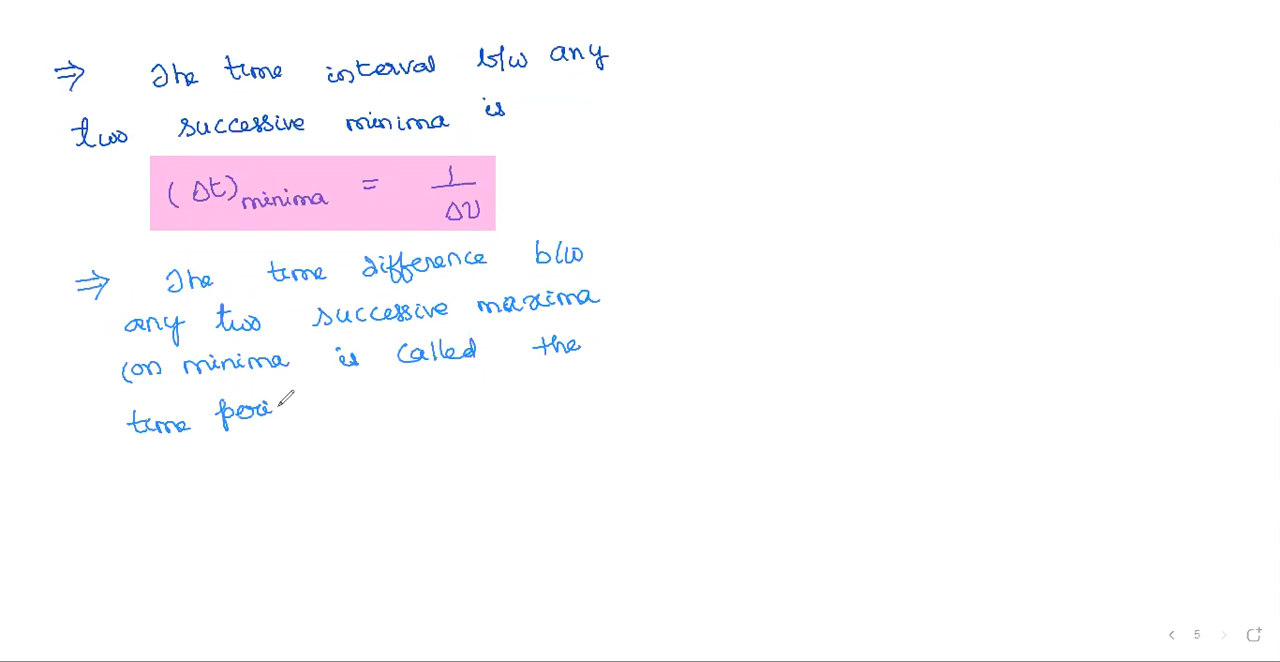 ⇒ The time interval b/w any
two successive minima is
(Δt)minima = 1/Δν
⇒ The time difference b/w
any two successive maxima
(or) minima is called the
time peri
5